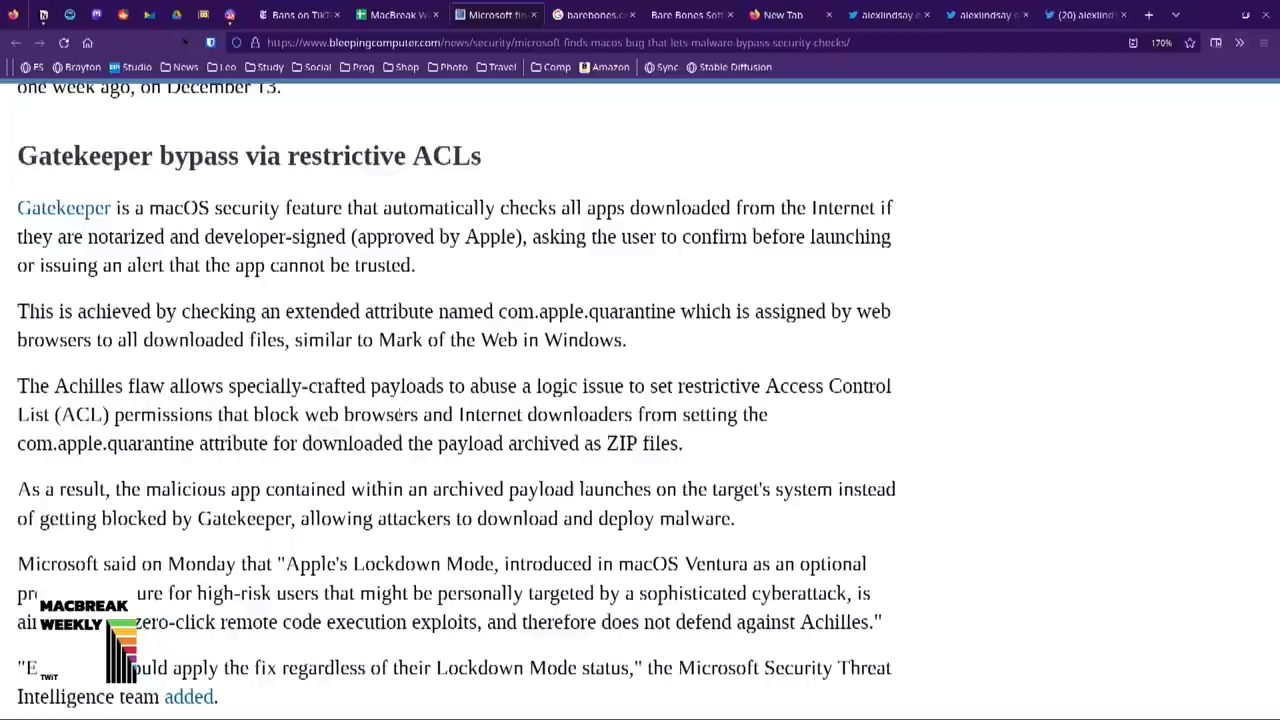 Bans on TikT
MacBreak W
Microsoft fin
barebones.c
Bare Bones Soft
New Tab
alexlindsay
alexlindsay
(20) alexlind
https://www.bleepingcomputer.com/news/security/microsoft-finds-macos-bug-that-lets-malware-bypass-security-checks/
170%
FS Brayton Studio News Leo Study Social Prog Shop Photo Travel Comp Amazon Sync Stable Diffusion
one week ago, on December 13.
Gatekeeper bypass via restrictive ACLs
Gatekeeper is a macOS security feature that automatically checks all apps downloaded from the Internet if
they are notarized and developer-signed (approved by Apple), asking the user to confirm before launching
or issuing an alert that the app cannot be trusted.
This is achieved by checking an extended attribute named com.apple.quarantine which is assigned by web
browsers to all downloaded files, similar to Mark of the Web in Windows.
The Achilles flaw allows specially-crafted payloads to abuse a logic issue to set restrictive Access Control
List (ACL) permissions that block web browsers and Internet downloaders from setting the
com.apple.quarantine attribute for downloaded the payload archived as ZIP files.
As a result, the malicious app contained within an archived payload launches on the target's system instead
of getting blocked by Gatekeeper, allowing attackers to download and deploy malware.
Microsoft said on Monday that "Apple's Lockdown Mode, introduced in macOS Ventura as an optional
ure for high-risk users that might be personally targeted by a sophisticated cyberattack, is
zero-click remote code execution exploits, and therefore does not defend against Achilles."
"E ould apply the fix regardless of their Lockdown Mode status," the Microsoft Security Threat
Intelligence team added.
MACBREAK
WEEKLY
TWiT